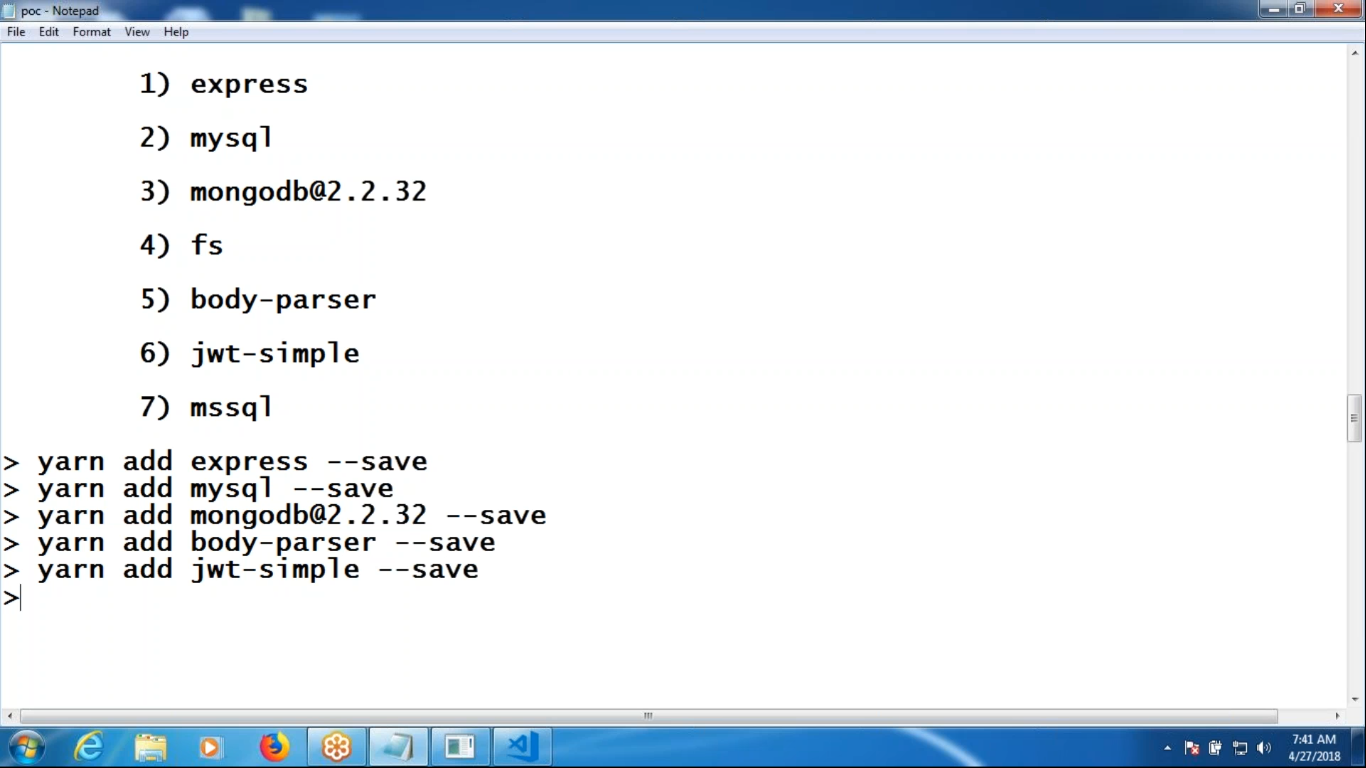 poc - Notepad
File Edit Format View Help
1) express
2) mysql
3) mongodb@2.2.32
4) fs
5) body-parser
6) jwt-simple
7) mssql
> yarn add express --save
> yarn add mysql --save
> yarn add mongodb@2.2.32 --save
> yarn add body-parser --save
> yarn add jwt-simple --save
>
7:41 AM
4/27/2018